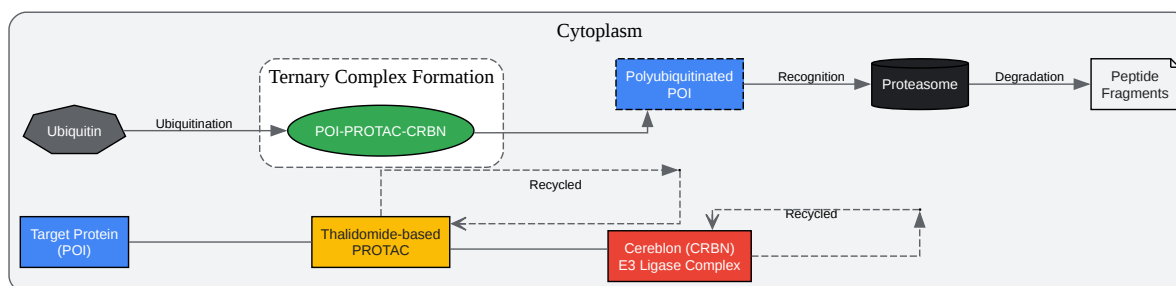 Cytoplasm
Ternary Complex Formation
Ubiquitin
Ubiquitination
POI-PROTAC-CRBN
Polyubiquitinated
POI
Recognition
Proteasome
Degradation
Peptide
Fragments
Recycled
Recycled
Target Protein
(POI)
Thalidomide-based
PROTAC
Cereblon (CRBN)
E3 Ligase Complex